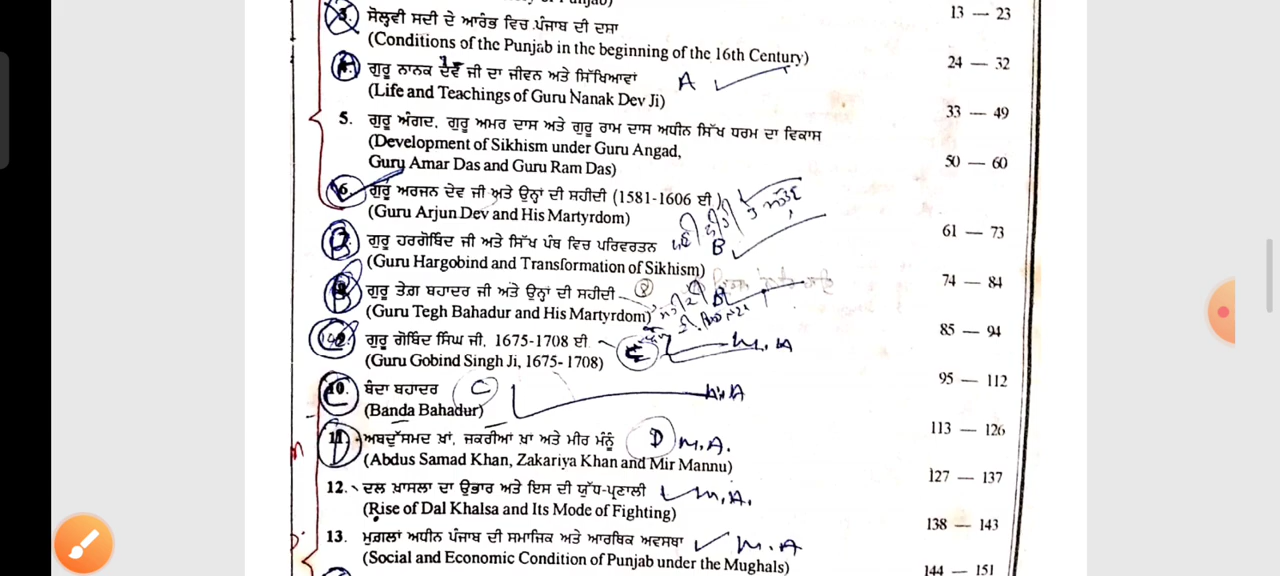 13 — 23
3. ਸੋਲ੍ਹਵੀ ਸਦੀ ਦੇ ਆਰੰਭ ਵਿਚ ਪੰਜਾਬ ਦੀ ਦਸ਼ਾ
(Conditions of the Punjab in the beginning of the 16th Century)
24 — 32
ਗੁਰੂ ਨਾਨਕ ਦੇਵ ਜੀ ਦਾ ਜੀਵਨ ਅਤੇ ਸਿੱਖਿਆਵਾਂ A
(Life and Teachings of Guru Nanak Dev Ji)
33 — 49
5. ਗੁਰੂ ਅੰਗਦ, ਗੁਰੂ ਅਮਰ ਦਾਸ ਅਤੇ ਗੁਰੂ ਰਾਮ ਦਾਸ ਅਧੀਨ ਸਿੱਖ ਧਰਮ ਦਾ ਵਿਕਾਸ
(Development of Sikhism under Guru Angad,
Guru Amar Das and Guru Ram Das)
50 — 60
6. ਗੁਰੂ ਅਰਜਨ ਦੇਵ ਜੀ ਅਤੇ ਉਨ੍ਹਾਂ ਦੀ ਸ਼ਹੀਦੀ (1581-1606 ਈ)
(Guru Arjun Dev and His Martyrdom)
61 — 73
ਗੁਰੂ ਹਰਗੋਬਿੰਦ ਜੀ ਅਤੇ ਸਿੱਖ ਪੰਥ ਵਿਚ ਪਰਿਵਰਤਨ B
(Guru Hargobind and Transformation of Sikhism)
74 — 84
ਗੁਰੂ ਤੇਗ਼ ਬਹਾਦਰ ਜੀ ਅਤੇ ਉਨ੍ਹਾਂ ਦੀ ਸ਼ਹੀਦੀ
(Guru Tegh Bahadur and His Martyrdom) B
85 — 94
ਗੁਰੂ ਗੋਬਿੰਦ ਸਿੰਘ ਜੀ, 1675-1708 ਈ. C M.A
(Guru Gobind Singh Ji, 1675-1708)
95 — 112
10. ਬੰਦਾ ਬਹਾਦਰ C M.A
(Banda Bahadur)
113 — 126
11. ਅਬਦੁੱਸਮਦ ਖ਼ਾਂ, ਜ਼ਕਰੀਆਂ ਖ਼ਾਂ ਅਤੇ ਮੀਰ ਮੰਨੂੰ D M.A.
(Abdus Samad Khan, Zakariya Khan and Mir Mannu)
127 — 137
12. ਦਲ ਖ਼ਾਲਸਾ ਦਾ ਉਭਾਰ ਅਤੇ ਇਸ ਦੀ ਯੁੱਧ-ਪ੍ਰਣਾਲੀ M.A.
(Rise of Dal Khalsa and Its Mode of Fighting)
138 — 143
13. ਮੁਗ਼ਲਾਂ ਅਧੀਨ ਪੰਜਾਬ ਦੀ ਸਮਾਜਿਕ ਅਤੇ ਆਰਥਿਕ ਅਵਸਥਾ M.A
(Social and Economic Condition of Punjab under the Mughals)
144 — 151